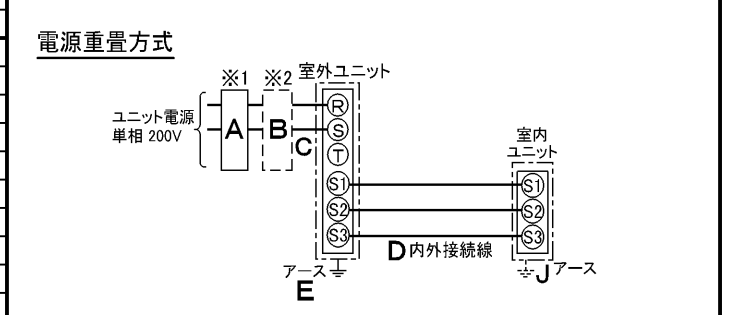 電源重畳方式
※1 ※2 室外ユニット
ユニット電源
単相 200V
A B C
R
S
T
S1
S2
S3
室内
ユニット
S1
S2
S3
D 内外接続線
アース
E
J アース